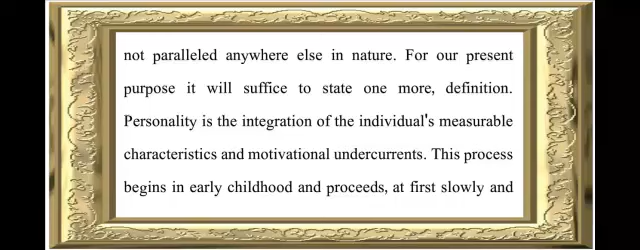 not paralleled anywhere else in nature. For our present
purpose it will suffice to state one more, definition.
Personality is the integration of the individual's measurable
characteristics and motivational undercurrents. This process
begins in early childhood and proceeds, at first slowly and